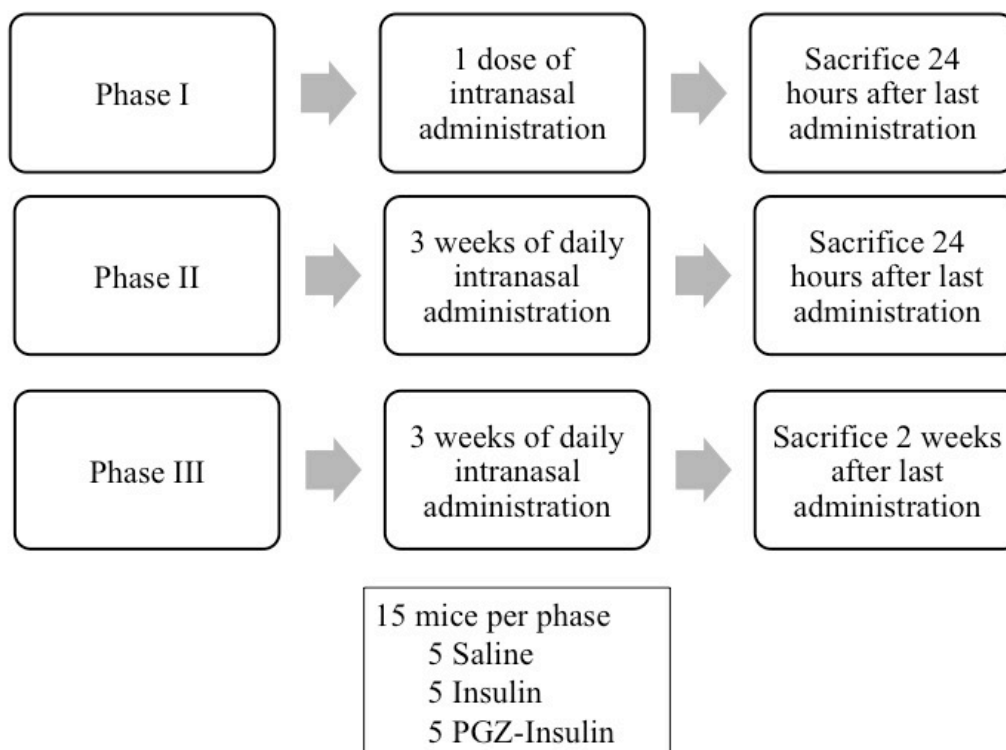 Phase I
1 dose of
intranasal
administration
Sacrifice 24
hours after last
administration
Phase II
3 weeks of daily
intranasal
administration
Sacrifice 24
hours after last
administration
Phase III
3 weeks of daily
intranasal
administration
Sacrifice 2 weeks
after last
administration
15 mice per phase
5 Saline
5 Insulin
5 PGZ-Insulin